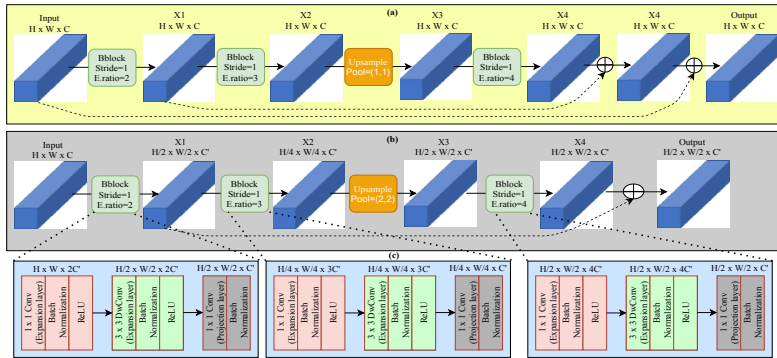 (a)
Input
H x W x C
X1
H x W x C
X2
H x W x C
X3
H x W x C
X4
H x W x C
X4
H x W x C
Output
H x W x C
Bblock
Stride=1
E.ratio=2
Bblock
Stride=1
E.ratio=3
Upsample
Pool=(1,1)
Bblock
Stride=1
E.ratio=4
(b)
Input
H x W x C
X1
H/2 x W/2 x C'
X2
H/4 x W/4 x C'
X3
H/2 x W/2 x C'
X4
H/2 x W/2 x C'
Output
H/2 x W/2 x C'
Bblock
Stride=1
E.ratio=2
Bblock
Stride=1
E.ratio=3
Upsample
Pool=(2,2)
Bblock
Stride=1
E.ratio=4
(c)
H x W x 2C'
H/2 x W/2 x 2C'
H/2 x W/2 x C'
1 x 1 Conv
(Expansion layer)
Batch
Normalization
ReLU
3 x 3 DwConv
(Expansion layer)
Batch
Normalization
ReLU
1 x 1 Conv
(Projection layer)
Batch
Normalization
H/4 x W/4 x 3C'
H/4 x W/4 x 3C'
H/4 x W/4 x C'
1 x 1 Conv
(Expansion layer)
Batch
Normalization
ReLU
3 x 3 DwConv
(Expansion layer)
Batch
Normalization
ReLU
1 x 1 Conv
(Projection layer)
Batch
Normalization
H/2 x W/2 x 4C'
H/2 x W/2 x 4C'
H/2 x W/2 x C'
1 x 1 Conv
(Expansion layer)
Batch
Normalization
ReLU
3 x 3 DwConv
(Expansion layer)
Batch
Normalization
ReLU
1 x 1 Conv
(Projection layer)
Batch
Normalization